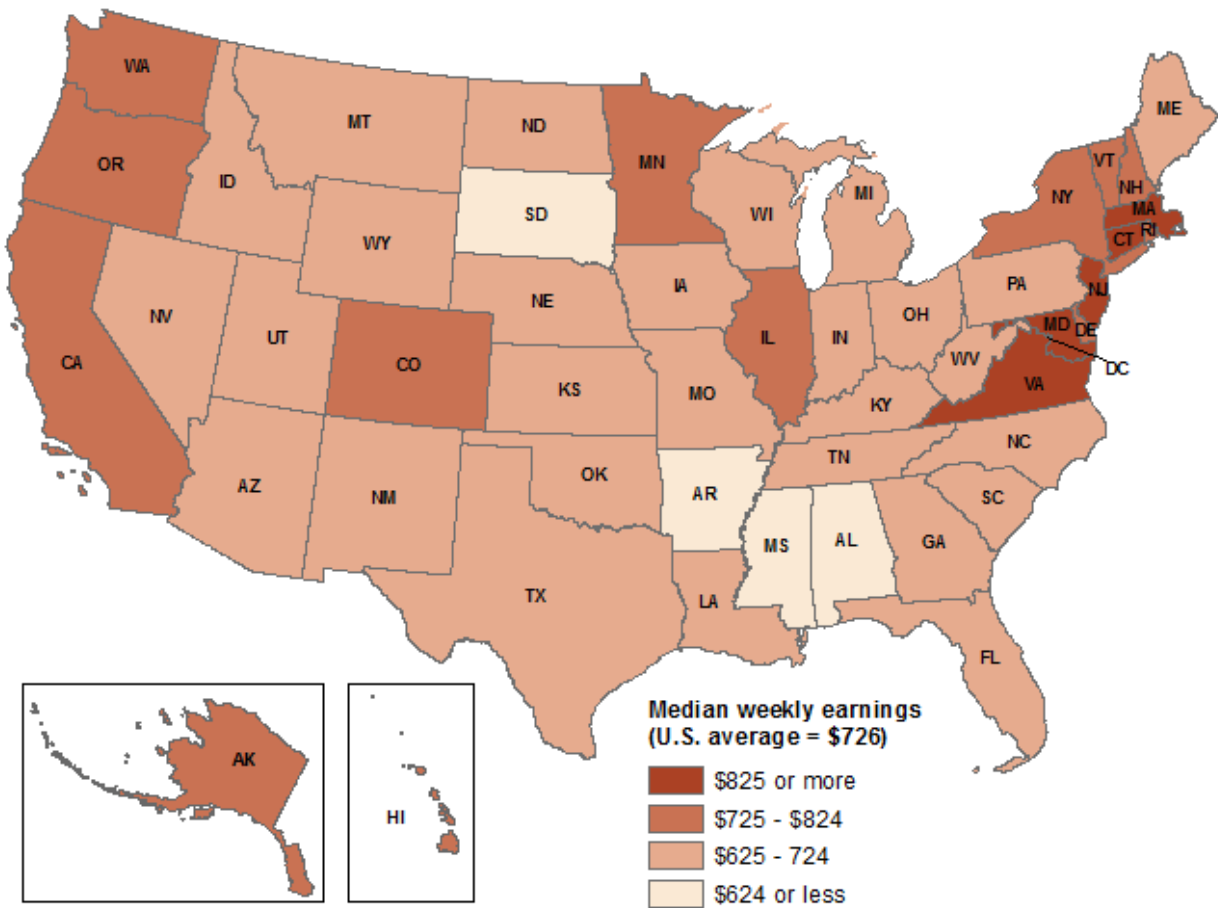 WA
ME
MT
ND
VT
OR
MN
NH
ID
NY
MI
MA
WI
RI
SD
CT
WY
PA
IA
NJ
NE
OH
NV
MD
IL
IN
DE
UT
CA
CO
WV
DC
VA
KS
MO
KY
NC
TN
OK
AZ
AR
NM
SC
MS
AL
GA
TX
LA
FL
AK
HI
Median weekly earnings
(U.S. average = $726)
$825 or more
$725 - $824
$625 - 724
$624 or less